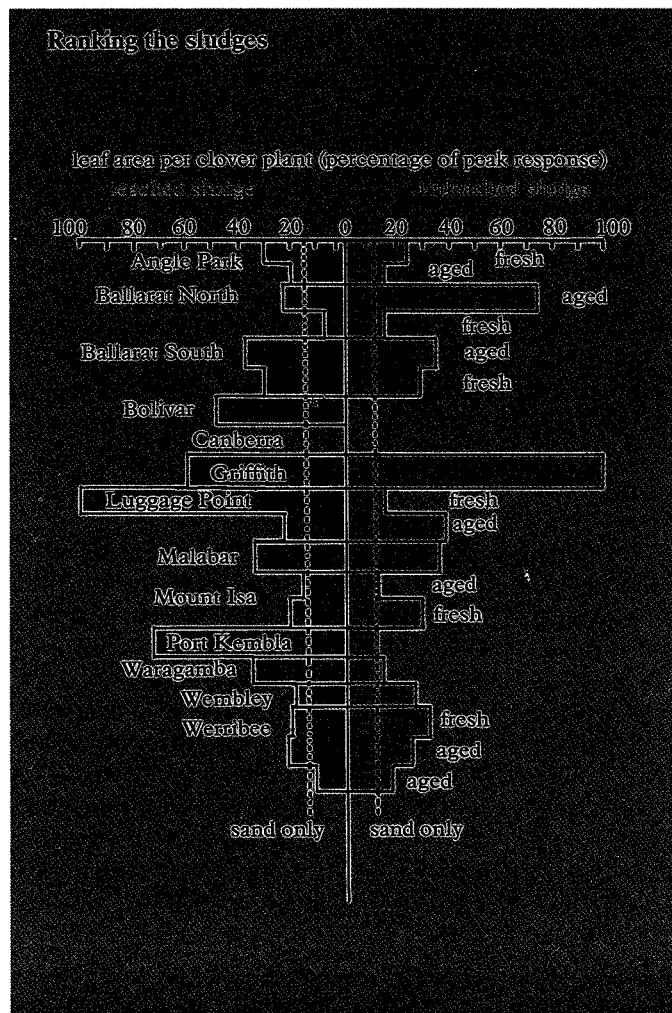 Ranking the sludges
leaf area per clover plant (percentage of peak response)
leached sludge unleached sludge
100 80 60 40 20 0 20 40 60 80 100
Angle Park fresh
aged
Ballarat North aged
fresh
Ballarat South aged
fresh
Bolivar
Canberra
Griffith
Luggage Point fresh
aged
Malabar
aged
Mount Isa fresh
Port Kembla
Waragamba
Wembley
Werribee fresh
aged
aged
sand only sand only